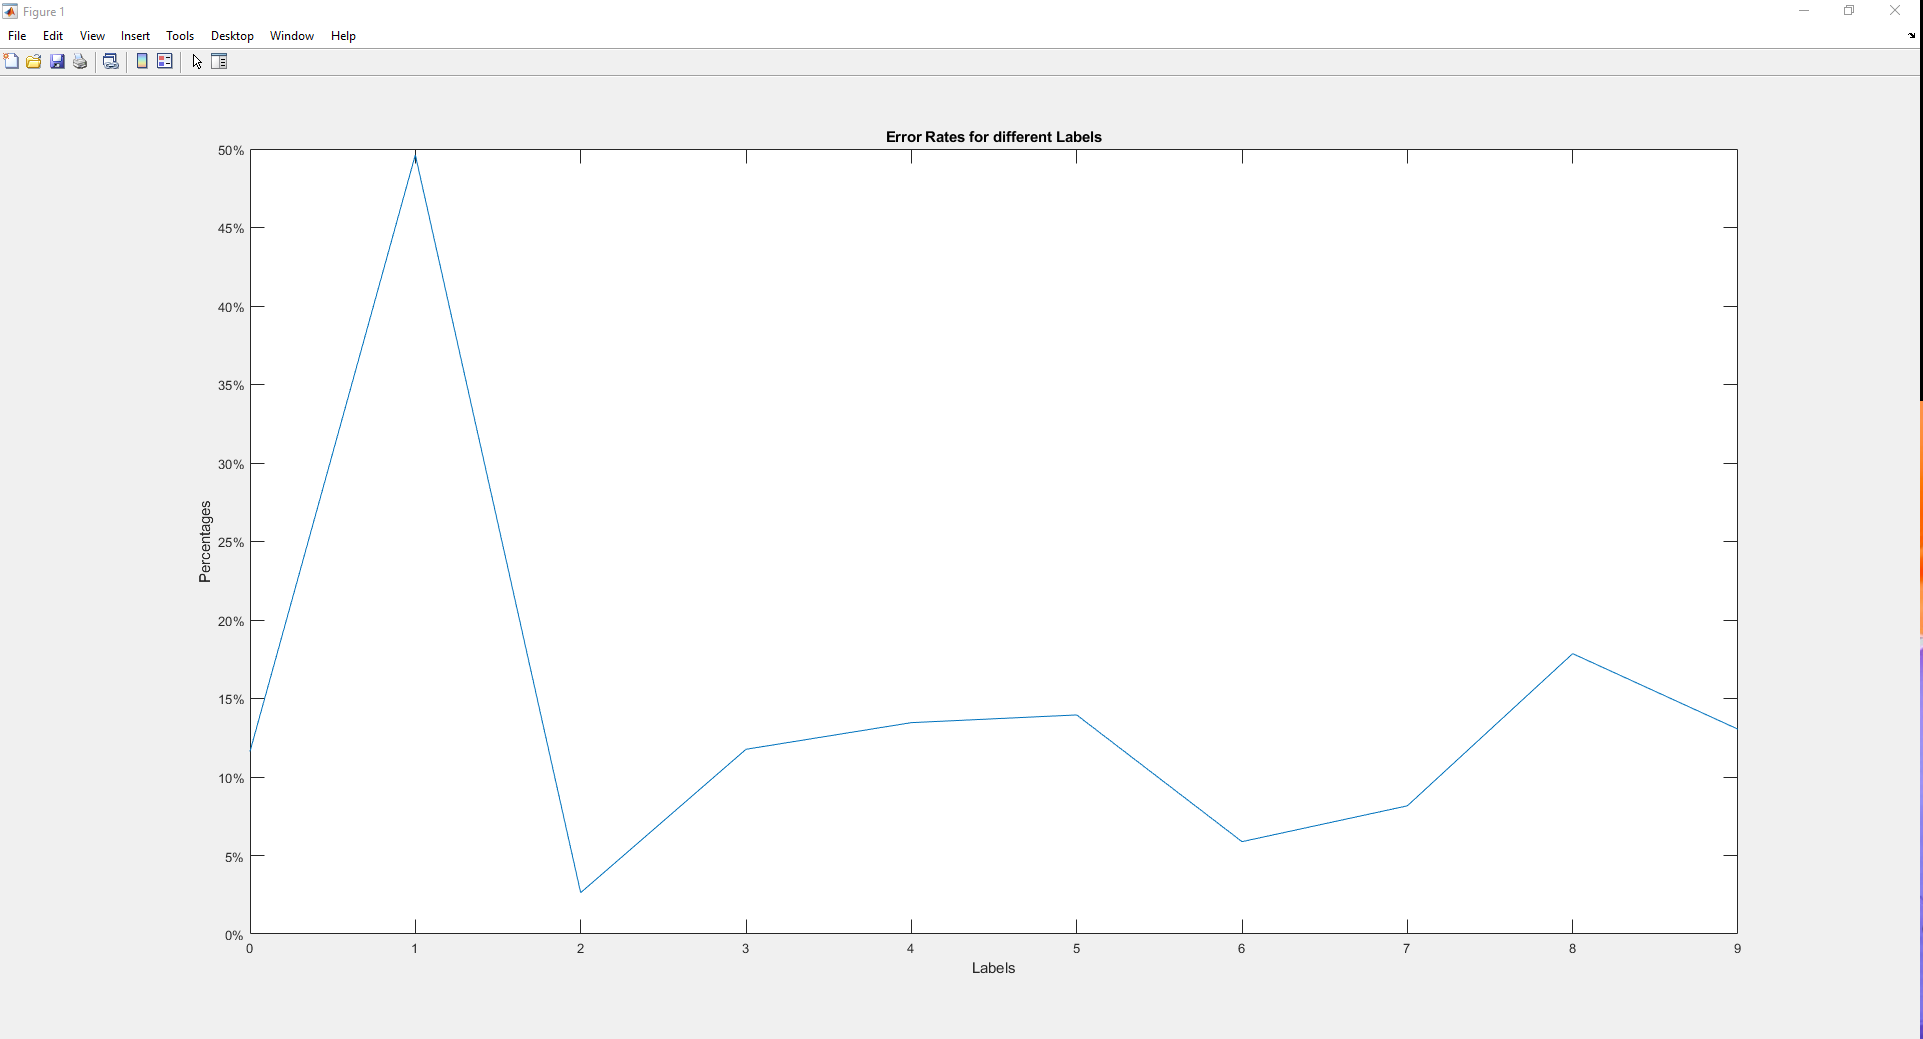 Figure 1
File Edit View Insert Tools Desktop Window Help
Error Rates for different Labels
50%
45%
40%
35%
30%
25%
20%
15%
10%
5%
0%
Percentages
0 1 2 3 4 5 6 7 8 9
Labels